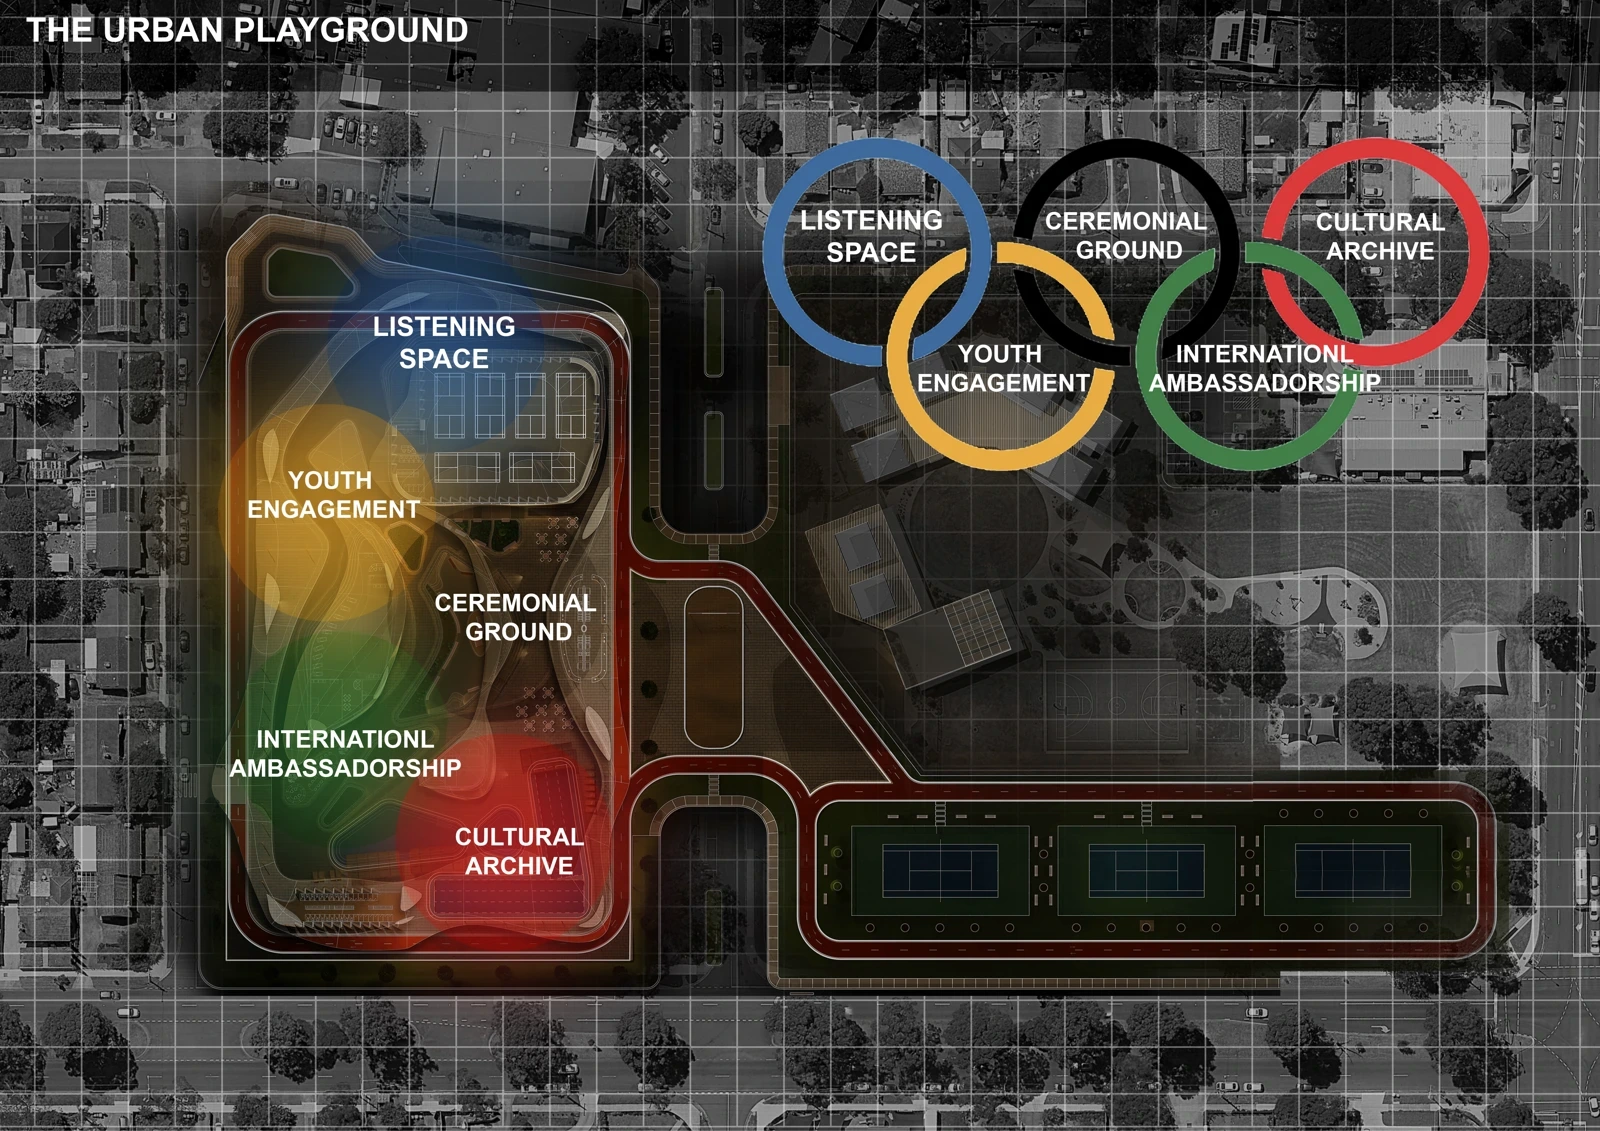 THE URBAN PLAYGROUND
LISTENING
SPACE
CEREMONIAL
GROUND
CULTURAL
ARCHIVE
YOUTH
ENGAGEMENT
INTERNATIONL
AMBASSADORSHIP
LISTENING
SPACE
YOUTH
ENGAGEMENT
CEREMONIAL
GROUND
INTERNATIONL
AMBASSADORSHIP
CULTURAL
ARCHIVE